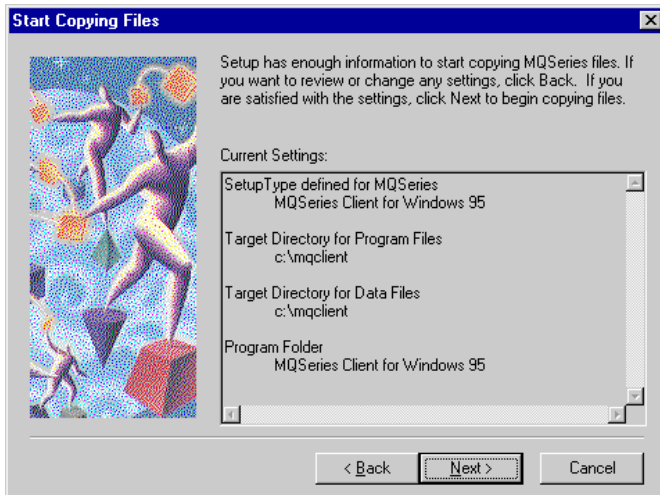 Start Copying Files
Setup has enough information to start copying MQSeries files. If
you want to review or change any settings, click Back. If you
are satisfied with the settings, click Next to begin copying files.
Current Settings:
SetupType defined for MQSeries
MQSeries Client for Windows 95
Target Directory for Program Files
c:\mqclient
Target Directory for Data Files
c:\mqclient
Program Folder
MQSeries Client for Windows 95
< Back
Next >
Cancel